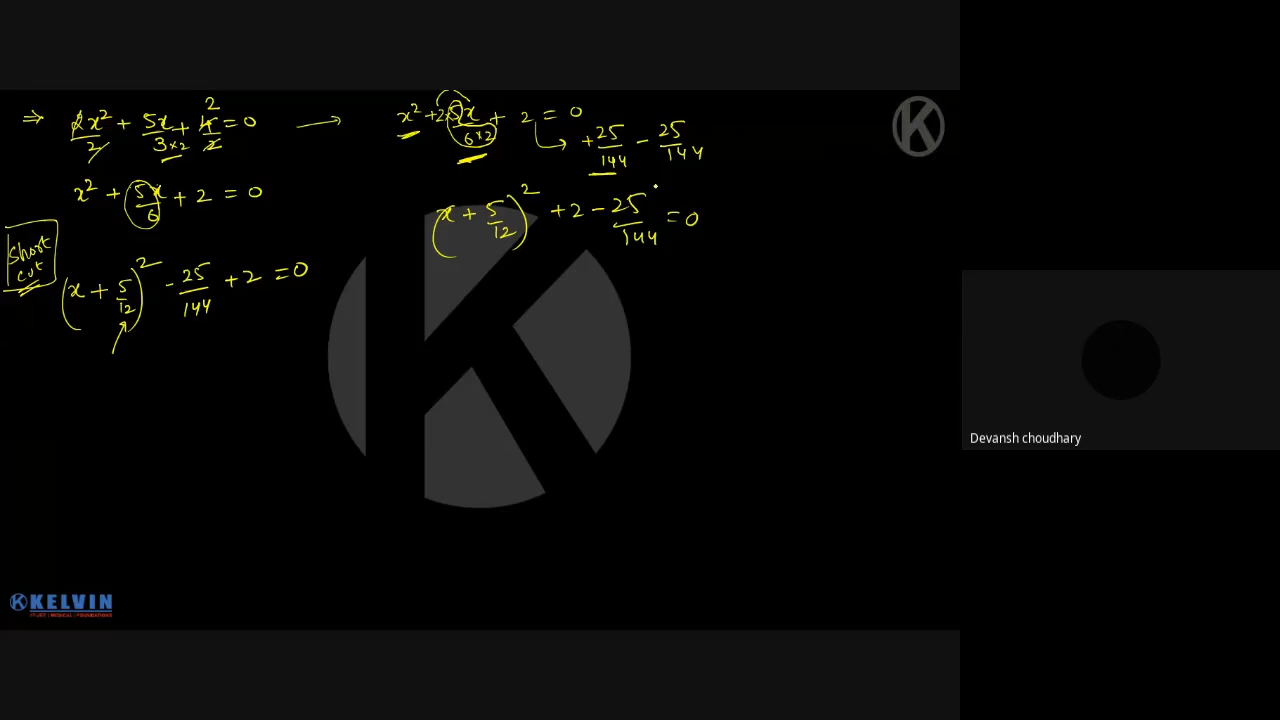 ⇒ 2x²/2 + 5x/3×2 + 4/2 2 = 0 → x² + 2×5x/6×2 + 2 = 0
+ 25/144 − 25/144
x² + 5x/6 + 2 = 0
(x + 5/12)² + 2 − 25/144 = 0
Short
cut
(x + 5/12)² − 25/144 + 2 = 0
Devansh choudhary
KELVIN